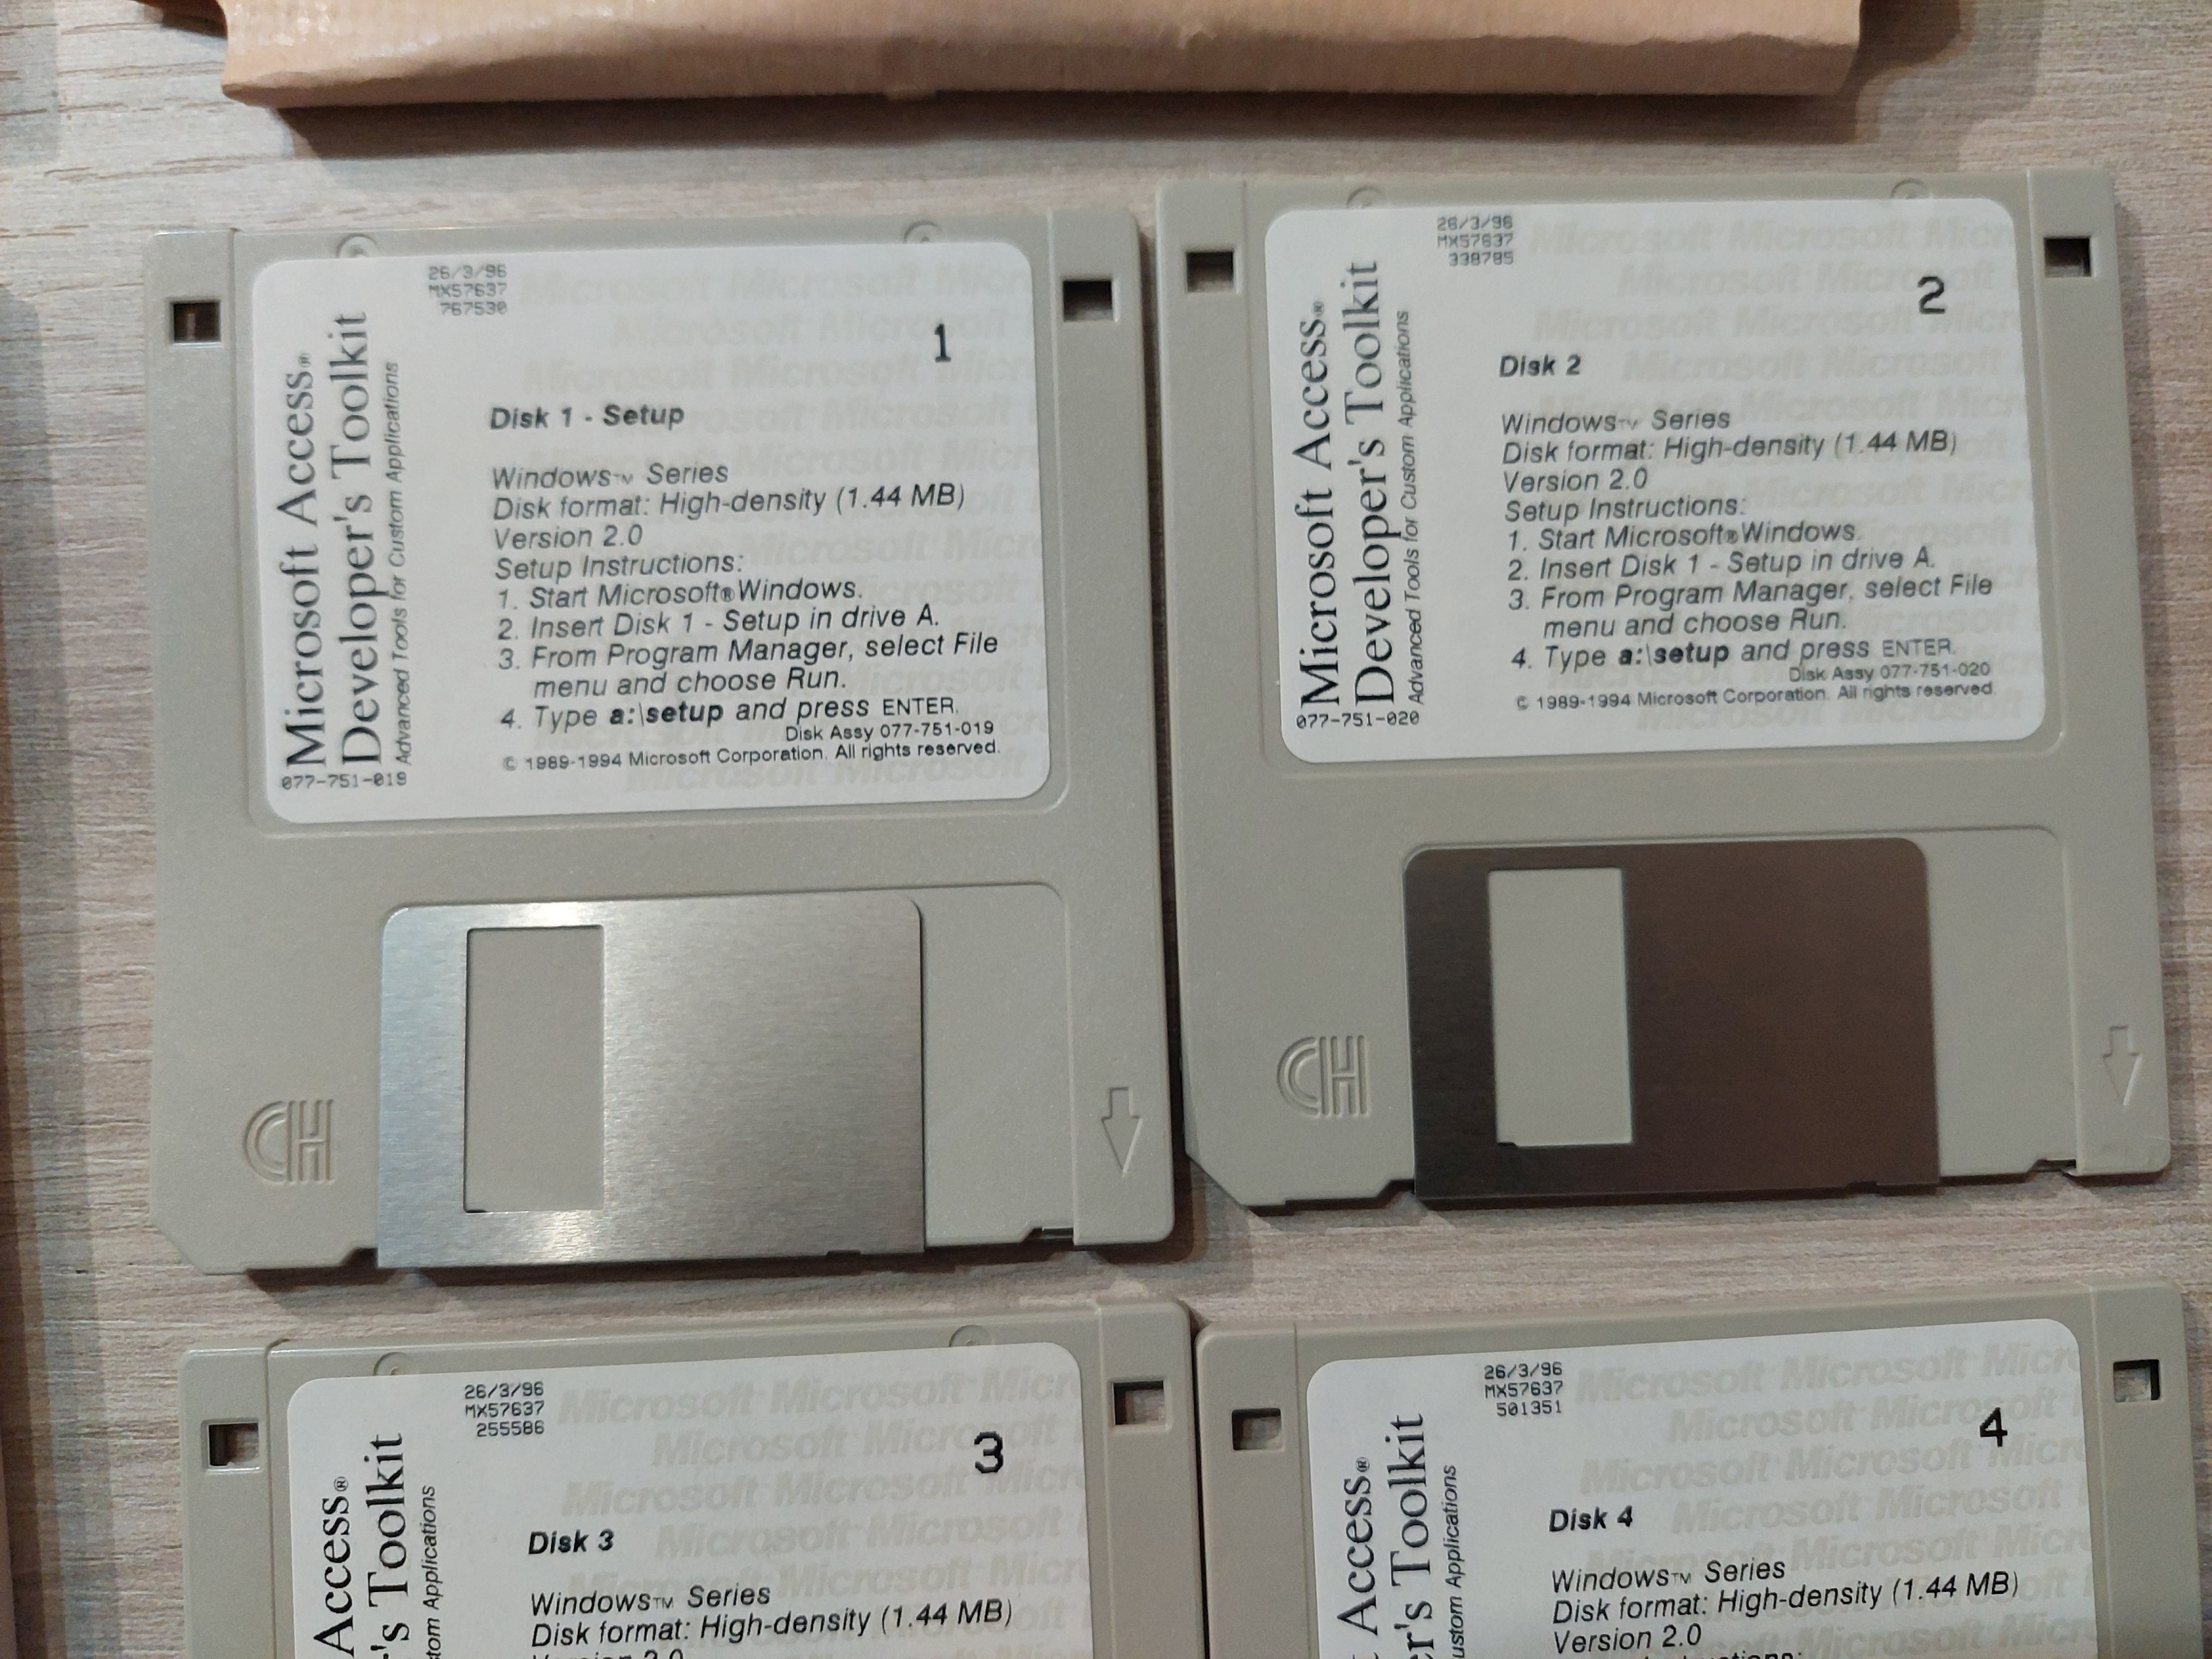 26/3/96
MX57637
767530
1
Microsoft Access®
Developer's Toolkit
Advanced Tools for Custom Applications
077-751-019
Disk 1 - Setup
Windows™ Series
Disk format: High-density (1.44 MB)
Version 2.0
Setup Instructions:
1. Start Microsoft® Windows.
2. Insert Disk 1 - Setup in drive A.
3. From Program Manager, select File
menu and choose Run.
4. Type a:\setup and press ENTER.
Disk Assy 077-751-019
© 1989-1994 Microsoft Corporation. All rights reserved.
CH
26/3/96
MX57637
338785
2
Microsoft Access®
Developer's Toolkit
Advanced Tools for Custom Applications
077-751-020
Disk 2
Windows™ Series
Disk format: High-density (1.44 MB)
Version 2.0
Setup Instructions:
1. Start Microsoft® Windows.
2. Insert Disk 1 - Setup in drive A.
3. From Program Manager, select File
menu and choose Run.
4. Type a:\setup and press ENTER.
Disk Assy 077-751-020
© 1989-1994 Microsoft Corporation. All rights reserved.
CH
26/3/96
MX57637
255586
3
Access®
's Toolkit
Custom Applications
Disk 3
Windows™ Series
Disk format: High-density (1.44 MB)
Version 2.0
26/3/96
MX57637
501351
4
Access®
er's Toolkit
Custom Applications
Disk 4
Windows™ Series
Disk format: High-density (1.44 MB)
Version 2.0